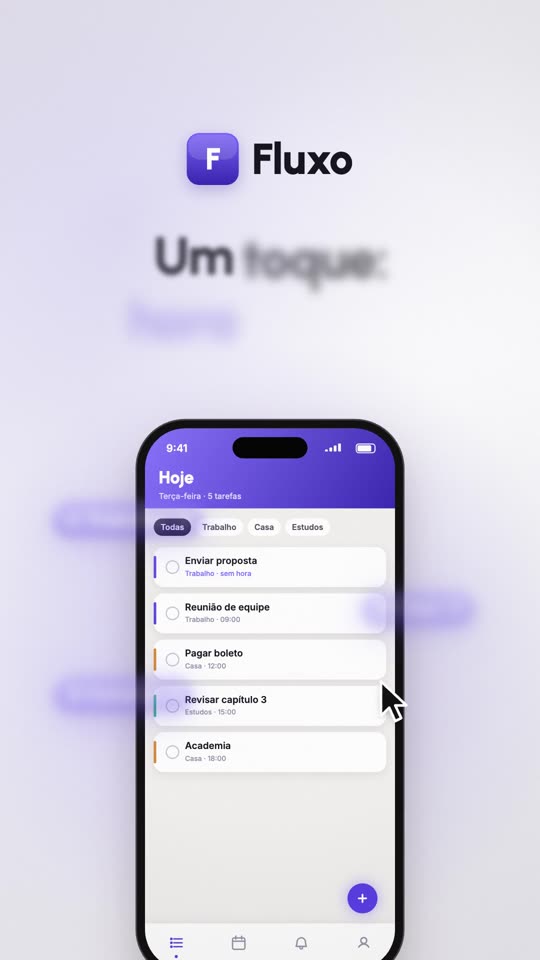 F Fluxo
Um toque:
hora
9:41
Hoje
Terça-feira · 5 tarefas
Todas Trabalho Casa Estudos
Enviar proposta
Trabalho · sem hora
Reunião de equipe
Trabalho · 09:00
Pagar boleto
Casa · 12:00
Revisar capítulo 3
Estudos · 15:00
Academia
Casa · 18:00